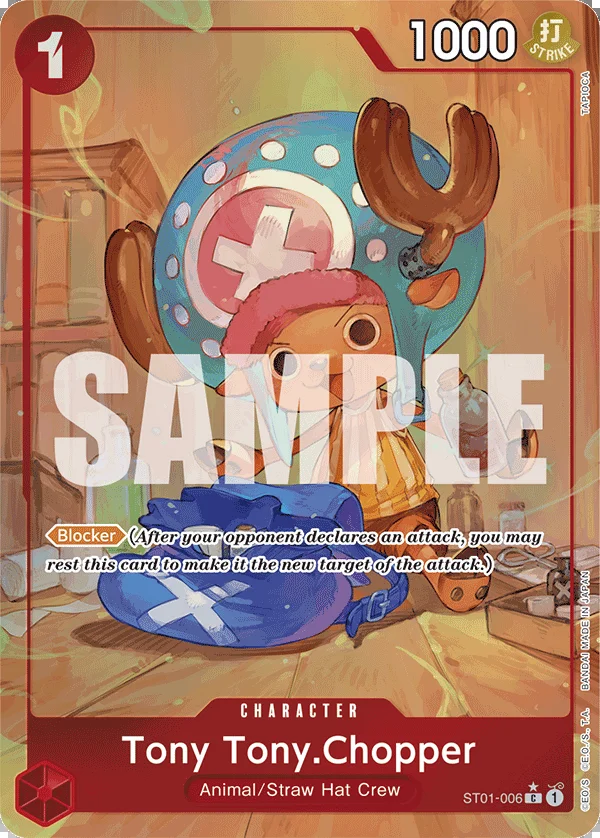 1
1000
打
STRIKE
TAPIOCA
SAMPLE
Blocker (After your opponent declares an attack, you may
rest this card to make it the new target of the attack.)
©E.O/S. ©E.O./S., T.A. BANDAI MADE IN JAPAN
CHARACTER
Tony Tony.Chopper
Animal/Straw Hat Crew
ST01-006 ★ C 1